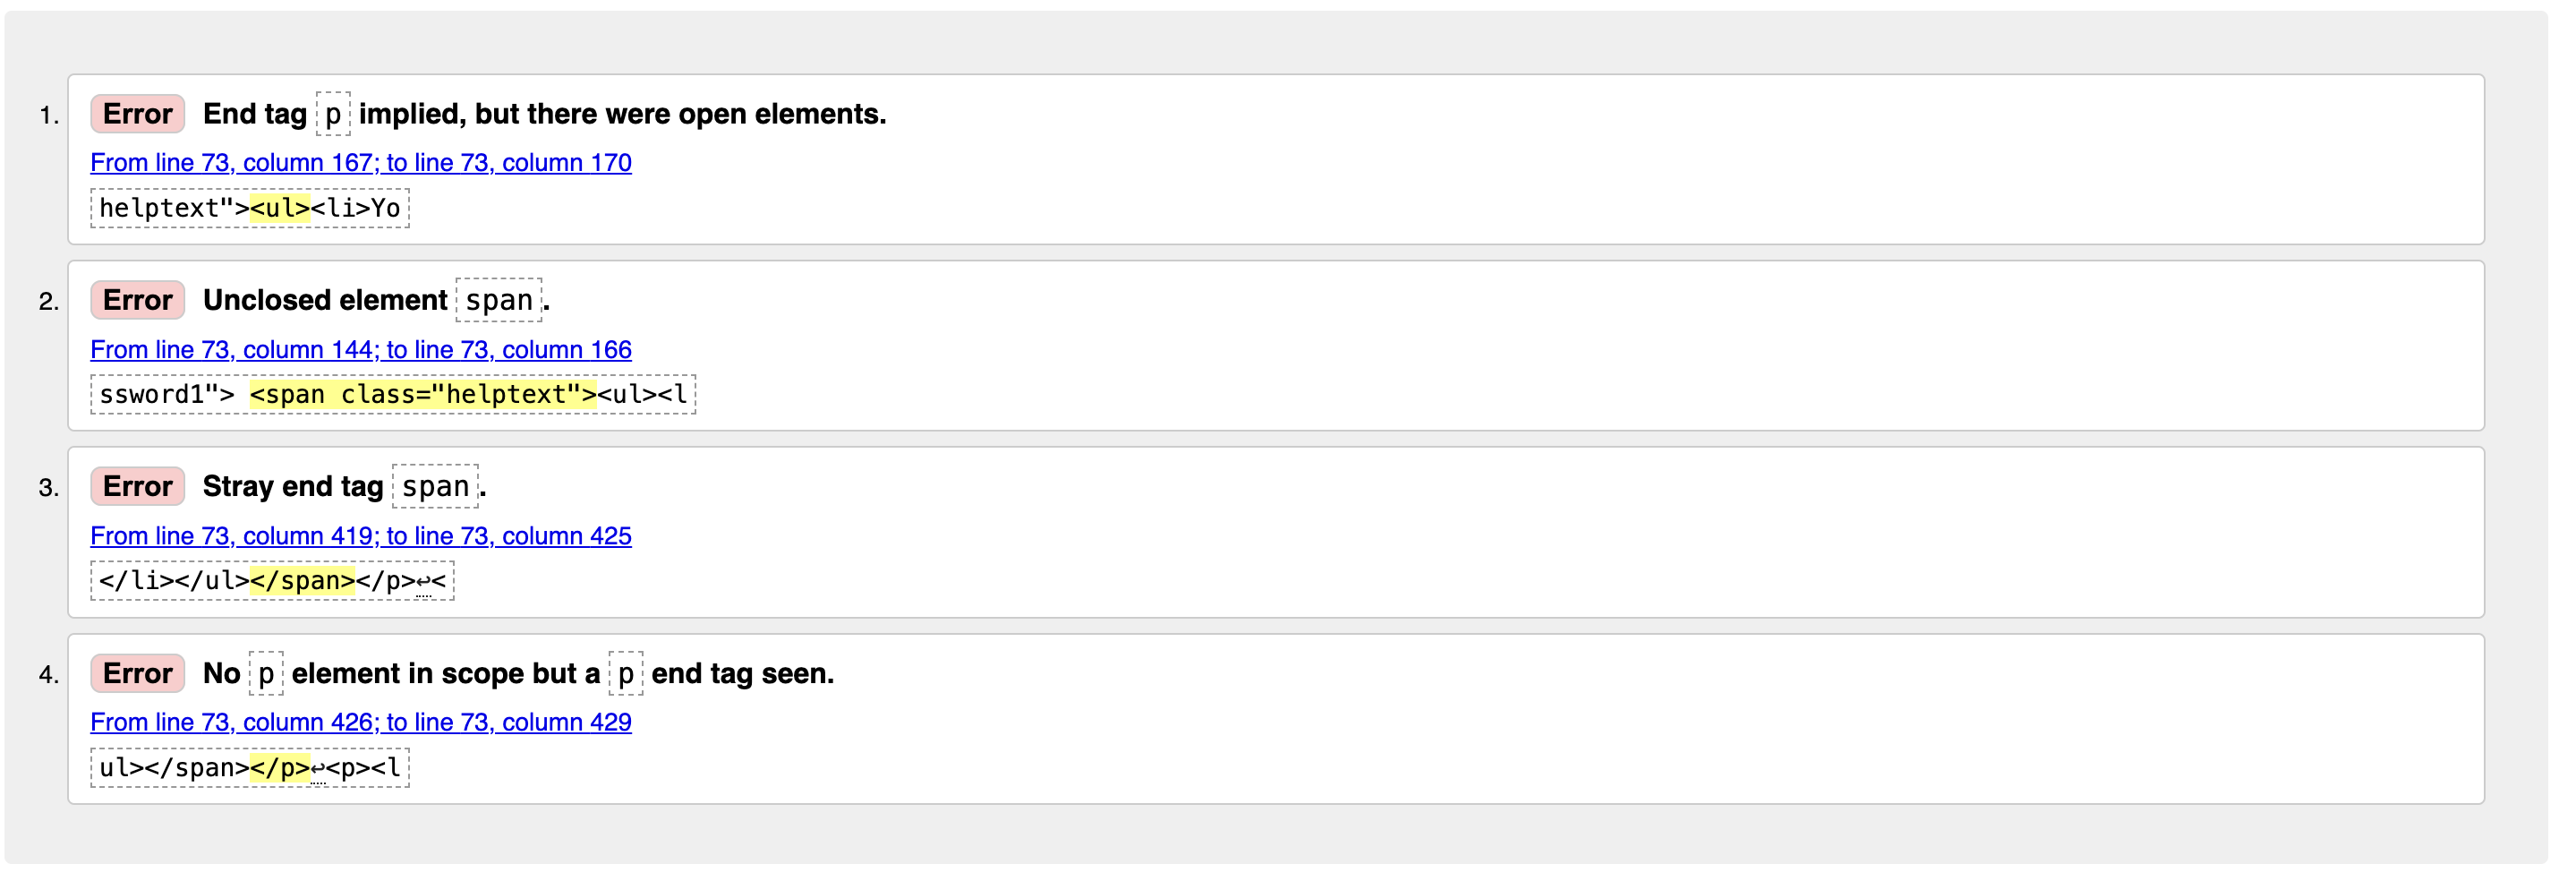 1. Error End tag p implied, but there were open elements.
From line 73, column 167; to line 73, column 170
helptext"><ul><li>Yo
2. Error Unclosed element span.
From line 73, column 144; to line 73, column 166
ssword1"> <span class="helptext"><ul><l
3. Error Stray end tag span.
From line 73, column 419; to line 73, column 425
</li></ul></span></p>↩<
4. Error No p element in scope but a p end tag seen.
From line 73, column 426; to line 73, column 429
ul></span></p>↩<p><l